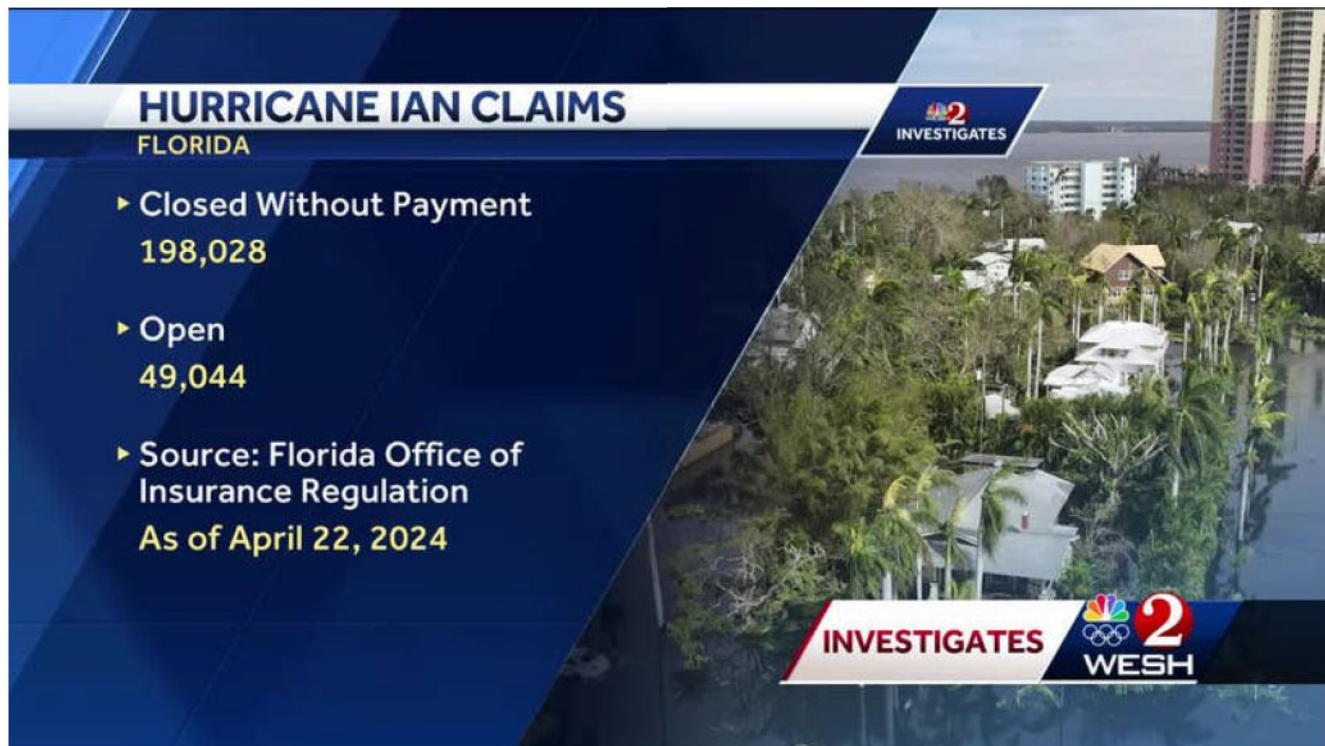 HURRICANE IAN CLAIMS
FLORIDA
2
INVESTIGATES
▸ Closed Without Payment
198,028
▸ Open
49,044
▸ Source: Florida Office of
Insurance Regulation
As of April 22, 2024
INVESTIGATES
2
WESH